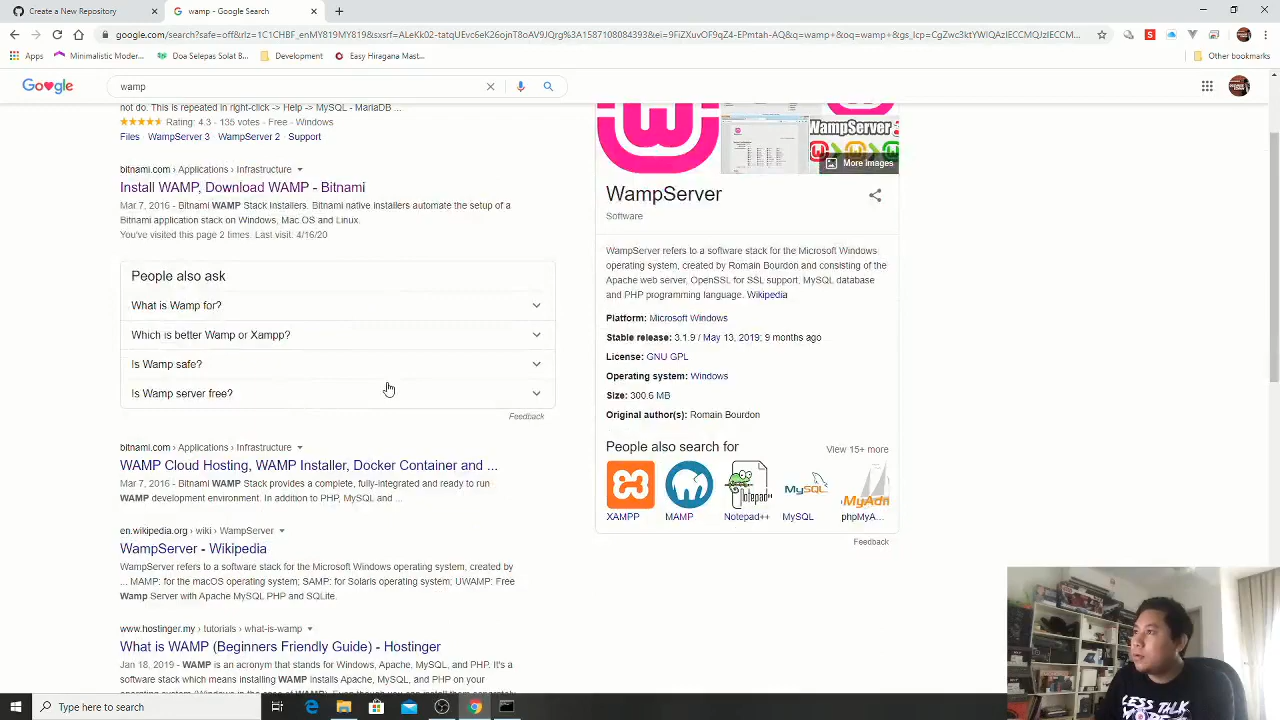 Create a New Repository
wamp - Google Search
google.com/search?safe=off&rlz=1C1CHBF_enMY819MY819&sxsrf=
Apps
Minimalistic Moder...
Doa Selepas Solat B...
Development
Easy Hiragana Mast...
Other bookmarks
Google
wamp
not do. This is repeated in right-click -> Help -> MySQL - MariaDB ...
Rating: 4.3 - 135 votes - Free - Windows
Files · WampServer 3 · WampServer 2 · Support
bitnami.com › Applications › Infrastructure
Install WAMP, Download WAMP - Bitnami
Mar 7, 2016 - Bitnami WAMP Stack Installers. Bitnami native installers automate the setup of a
Bitnami application stack on Windows, Mac OS and Linux.
You've visited this page 2 times. Last visit: 4/16/20
People also ask
What is Wamp for?
Which is better Wamp or Xampp?
Is Wamp safe?
Is Wamp server free?
Feedback
bitnami.com › Applications › Infrastructure
WAMP Cloud Hosting, WAMP Installer, Docker Container and ...
Mar 7, 2016 - Bitnami WAMP Stack provides a complete, fully-integrated and ready to run
WAMP development environment. In addition to PHP, MySQL and ...
en.wikipedia.org › wiki › WampServer
WampServer - Wikipedia
WampServer refers to a software stack for the Microsoft Windows operating system, created by
... MAMP: for the macOS operating system; SAMP: for Solaris operating system; UWAMP: Free
Wamp Server with Apache MySQL PHP and SQLite.
www.hostinger.my › tutorials › what-is-wamp
What is WAMP (Beginners Friendly Guide) - Hostinger
Jan 18, 2019 - WAMP is an acronym that stands for Windows, Apache, MySQL, and PHP. It's a
software stack which means installing WAMP installs Apache, MySQL, and PHP on your
WampServer
More images
WampServer
Software
WampServer refers to a software stack for the Microsoft Windows
operating system, created by Romain Bourdon and consisting of the
Apache web server, OpenSSL for SSL support, MySQL database
and PHP programming language. Wikipedia
Platform: Microsoft Windows
Stable release: 3.1.9 / May 13, 2019; 9 months ago
License: GNU GPL
Operating system: Windows
Size: 300.6 MB
Original author(s): Romain Bourdon
People also search for
View 15+ more
XAMPP
MAMP
Notepad++
MySQL
phpMyA...
Feedback
LESS TALK
Type here to search